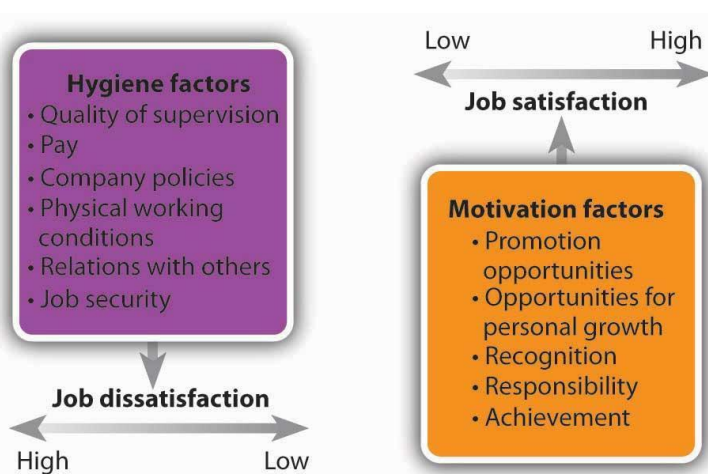 Hygiene factors
• Quality of supervision
• Pay
• Company policies
• Physical working
conditions
• Relations with others
• Job security
Job dissatisfaction
High Low
Low High
Job satisfaction
Motivation factors
• Promotion
opportunities
• Opportunities for
personal growth
• Recognition
• Responsibility
• Achievement